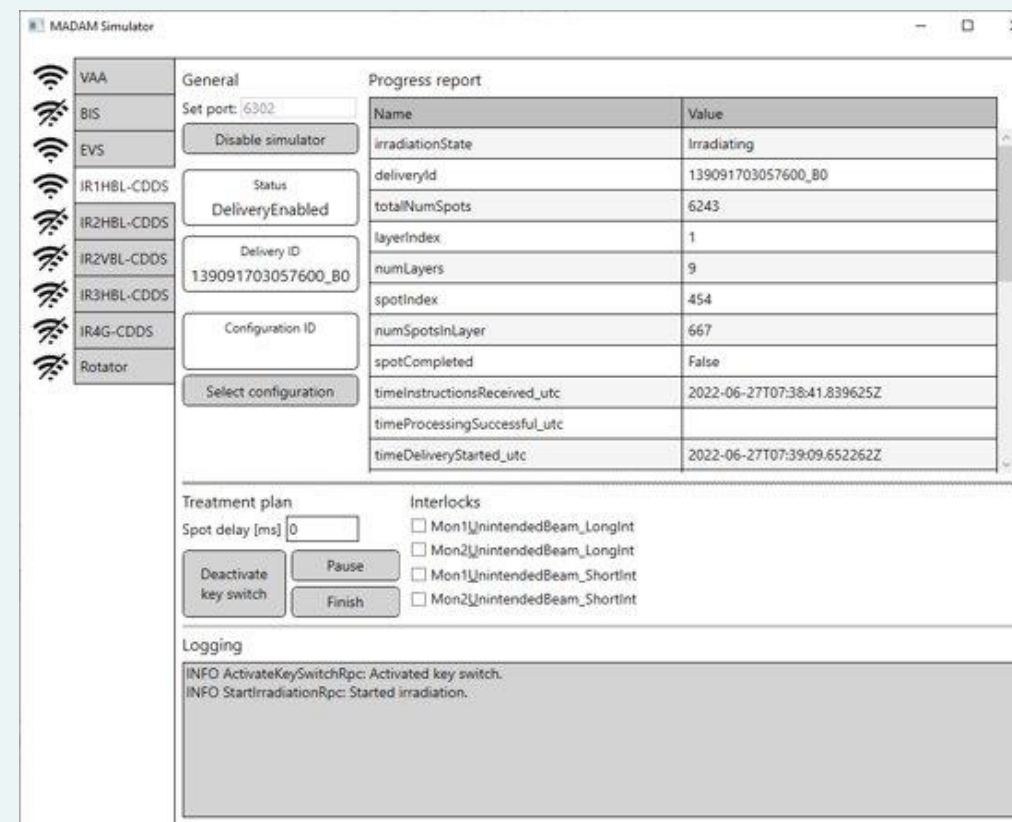 MADAM Simulator
VAA
BIS
EVS
IR1HBL-CDDS
IR2HBL-CDDS
IR2VBL-CDDS
IR3HBL-CDDS
IR4G-CDDS
Rotator
General
Set port: 6302
Disable simulator
Status
DeliveryEnabled
Delivery ID
139091703057600_B0
Configuration ID
Select configuration
Progress report
Name Value
irradiationState Irradiating
deliveryId 139091703057600_B0
totalNumSpots 6243
layerIndex 1
numLayers 9
spotIndex 454
numSpotsInLayer 667
spotCompleted False
timeInstructionsReceived_utc 2022-06-27T07:38:41.839625Z
timeProcessingSuccessful_utc
timeDeliveryStarted_utc 2022-06-27T07:39:09.652262Z
Treatment plan
Spot delay [ms] 0
Deactivate
key switch
Pause
Finish
Interlocks
Mon1UnintendedBeam_LongInt
Mon2UnintendedBeam_LongInt
Mon1UnintendedBeam_ShortInt
Mon2UnintendedBeam_ShortInt
Logging
INFO ActivateKeySwitchRpc: Activated key switch.
INFO StartIrradiationRpc: Started irradiation.